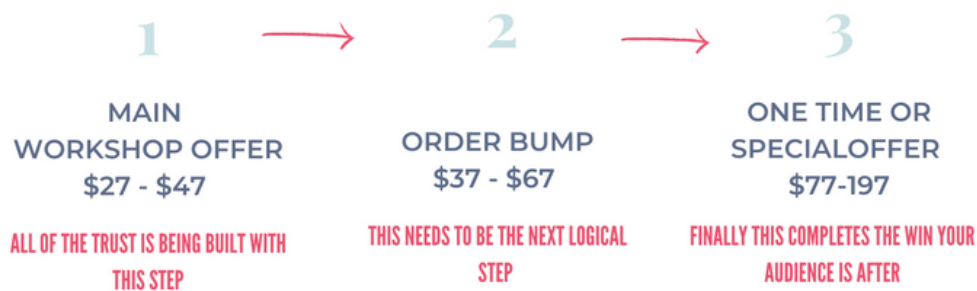 1
MAIN
WORKSHOP OFFER
$27 - $47
ALL OF THE TRUST IS BEING BUILT WITH
THIS STEP
2
ORDER BUMP
$37 - $67
THIS NEEDS TO BE THE NEXT LOGICAL
STEP
3
ONE TIME OR
SPECIALOFFER
$77-197
FINALLY THIS COMPLETES THE WIN YOUR
AUDIENCE IS AFTER